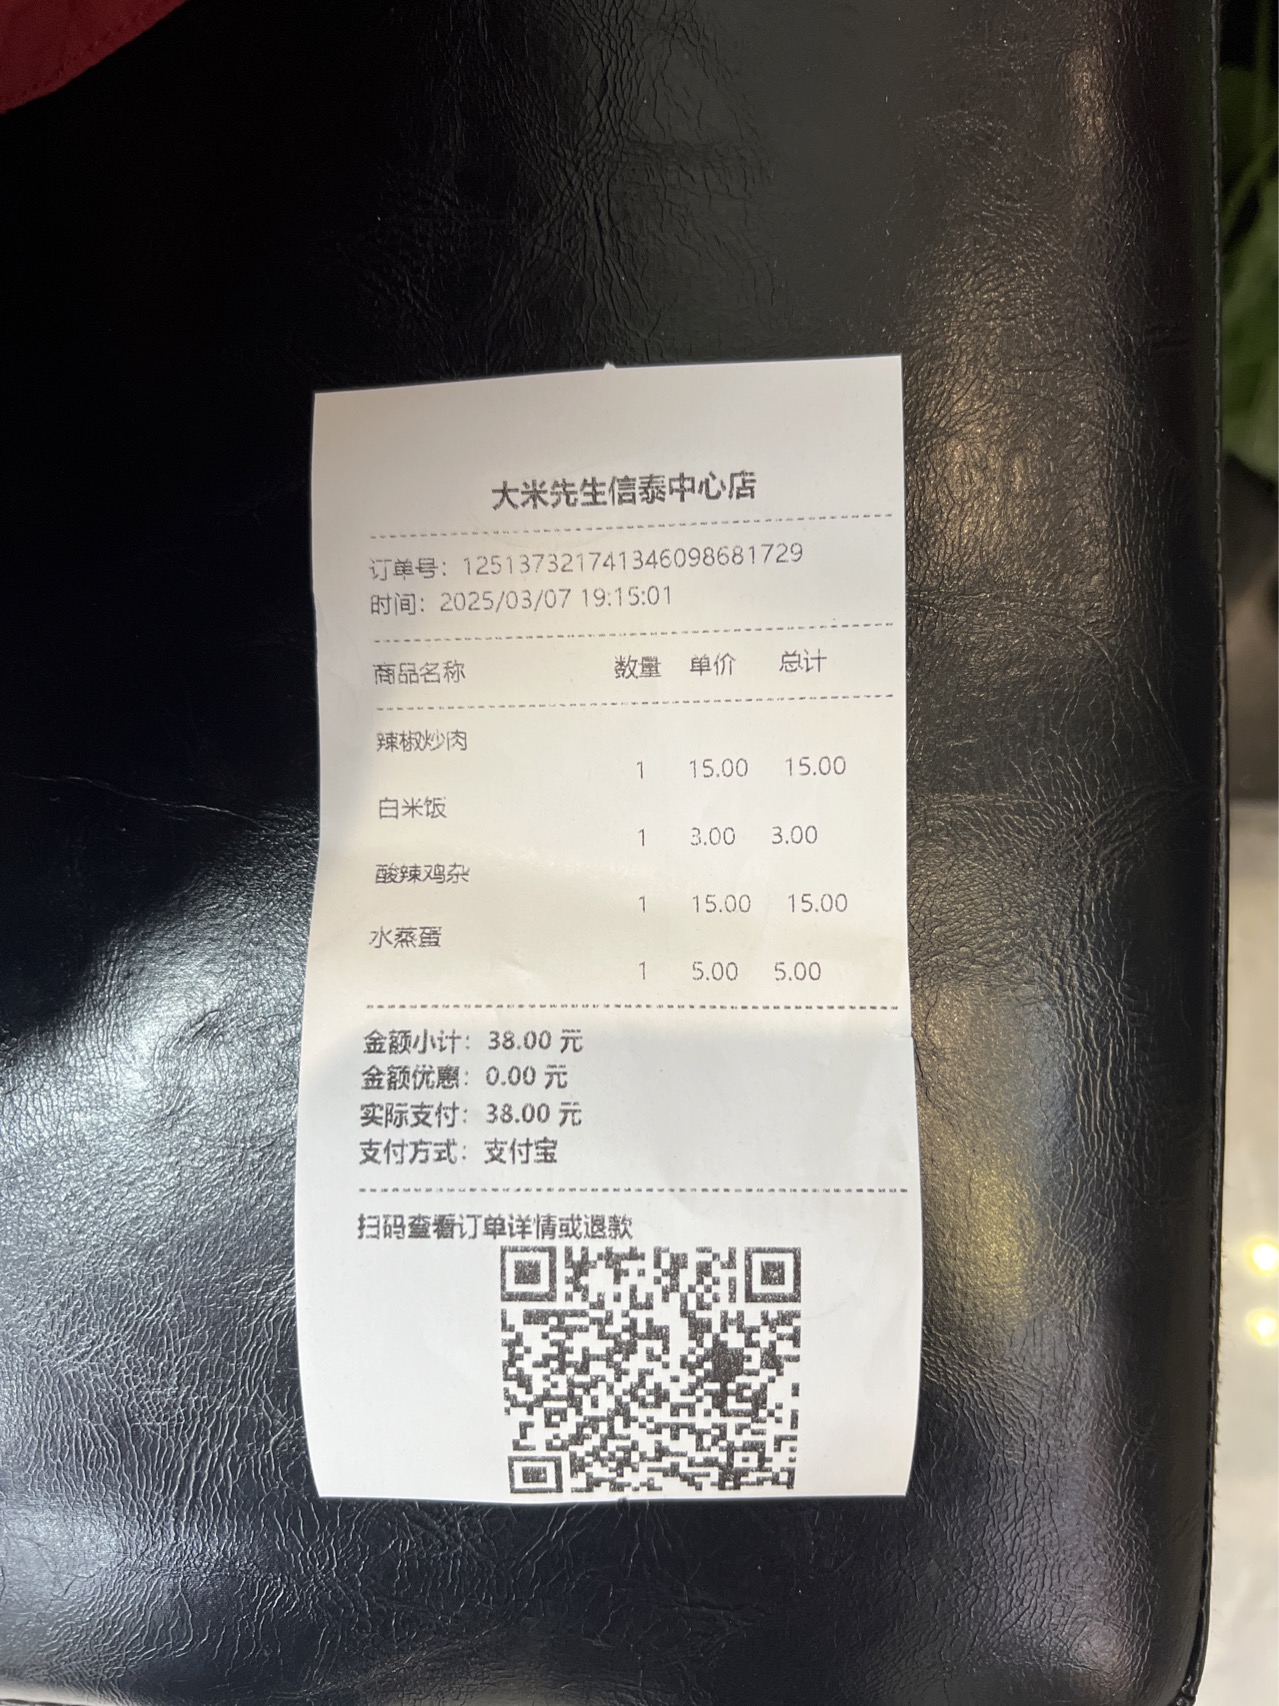 大米先生信泰中心店
订单号：1251373217413460986​81729
时间：2025/03/07 19:15:01
商品名称 数量 单价 总计
辣椒炒肉
1 15.00 15.00
白米饭
1 3.00 3.00
酸辣鸡杂
1 15.00 15.00
水蒸蛋
1 5.00 5.00
金额小计：38.00 元
金额优惠：0.00 元
实际支付：38.00 元
支付方式：支付宝
扫码查看订单详情或退款